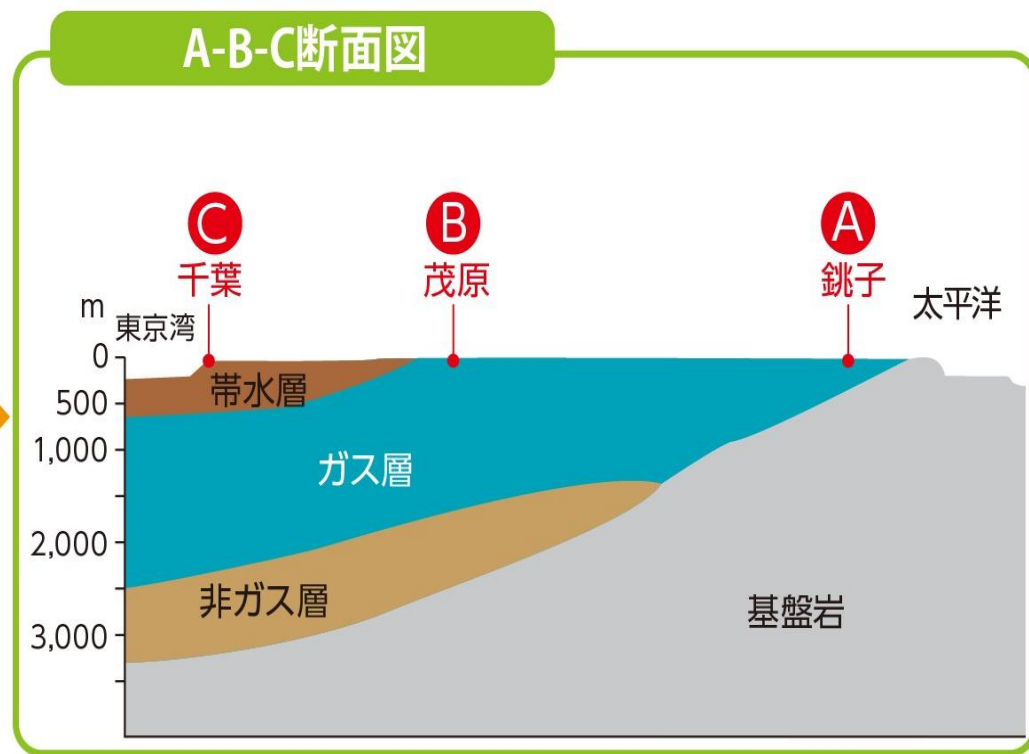 A-B-C断面図
C
千葉
B
茂原
A
銚子
太平洋
m
東京湾
0
500
1,000
2,000
3,000
帯水層
ガス層
非ガス層
基盤岩